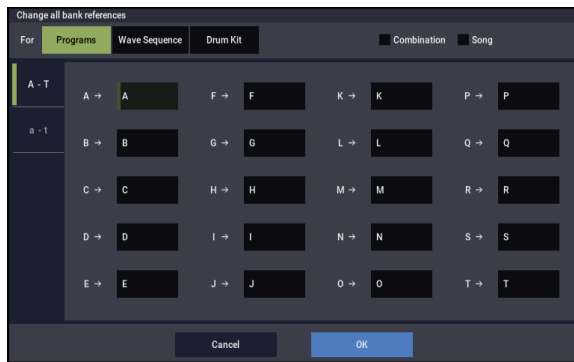 Change all bank references
For Programs Wave Sequence Drum Kit Combination Song
A - T
A → A F → F K → K P → P
a - t
B → B G → G L → L Q → Q
C → C H → H M → M R → R
D → D I → I N → N S → S
E → E J → J O → O T → T
Cancel OK